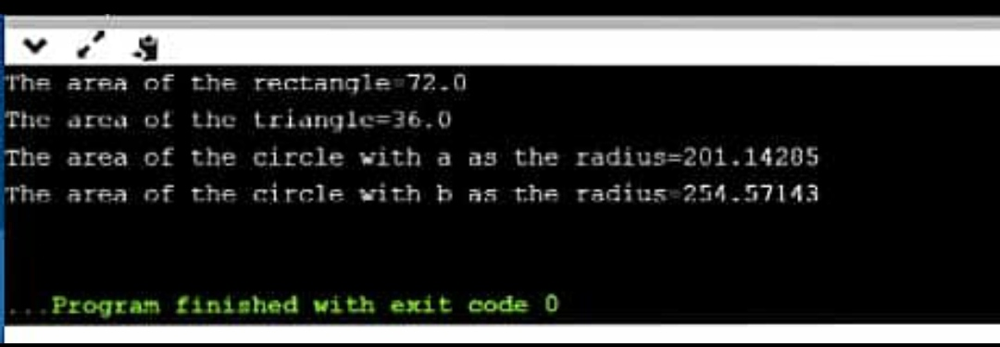 The area of the rectangle=72.0
The area of the triangle=36.0
The area of the circle with a as the radius=201.14285
The area of the circle with b as the radius=254.57143
...Program finished with exit code 0